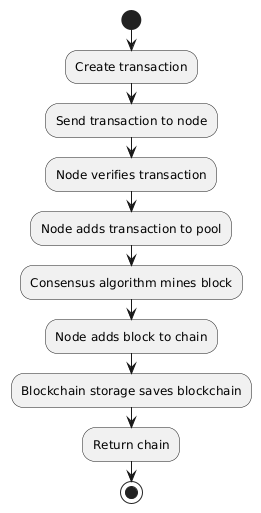 Create transaction
Send transaction to node
Node verifies transaction
Node adds transaction to pool
Consensus algorithm mines block
Node adds block to chain
Blockchain storage saves blockchain
Return chain